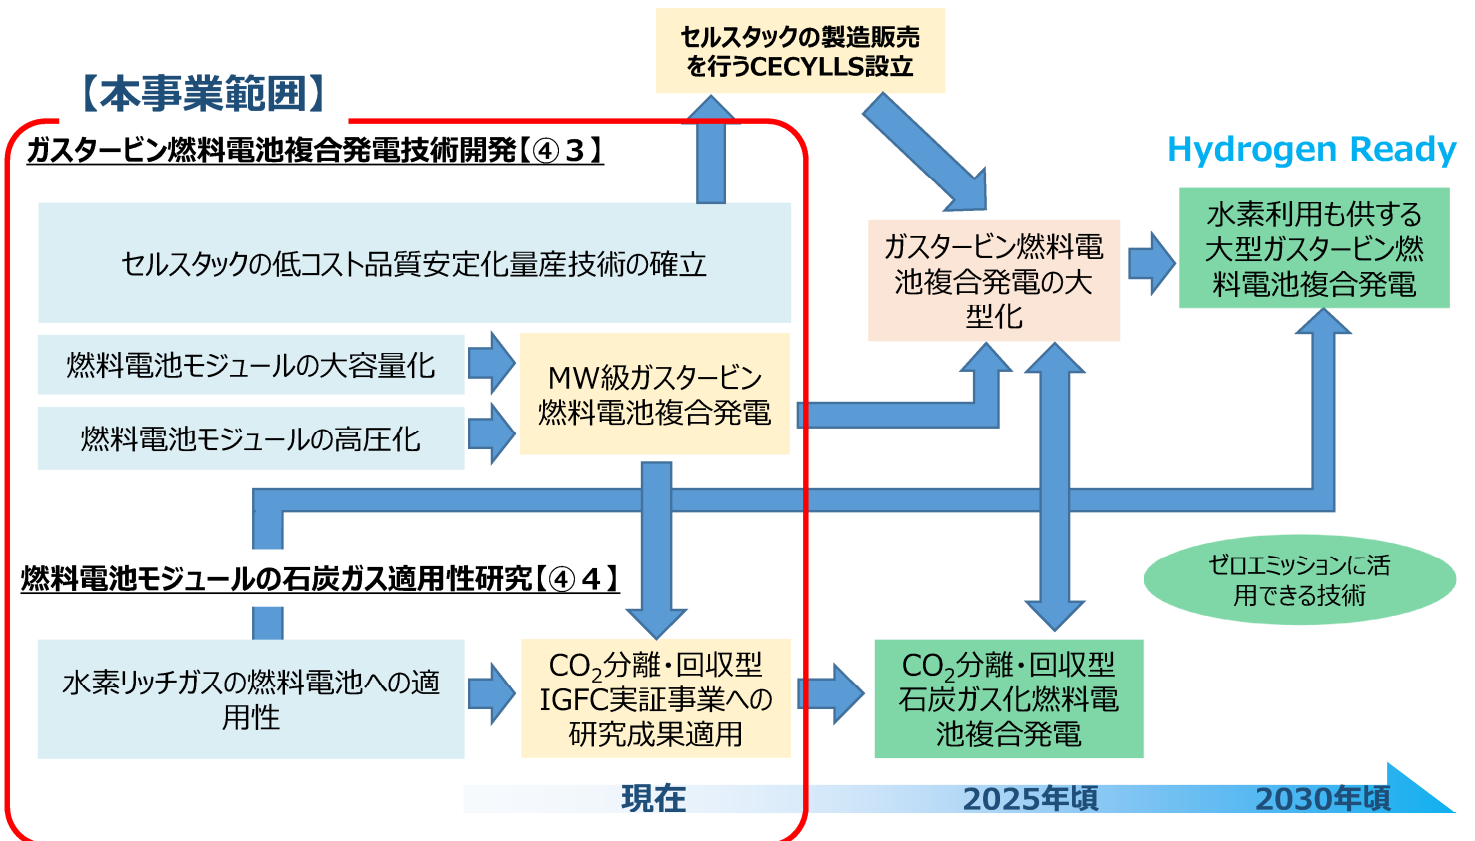 セルスタックの製造販売
を行うCECYLLS設立
【本事業範囲】
ガスタービン燃料電池複合発電技術開発【④３】
Hydrogen Ready
セルスタックの低コスト品質安定化量産技術の確立
ガスタービン燃料電
池複合発電の大
型化
水素利用も供する
大型ガスタービン燃
料電池複合発電
燃料電池モジュールの大容量化
燃料電池モジュールの高圧化
MW級ガスタービン
燃料電池複合発電
燃料電池モジュールの石炭ガス適用性研究【④４】
ゼロエミッションに活
用できる技術
水素リッチガスの燃料電池への適
用性
CO₂分離・回収型
IGFC実証事業への
研究成果適用
CO₂分離・回収型
石炭ガス化燃料電
池複合発電
現在
2025年頃
2030年頃